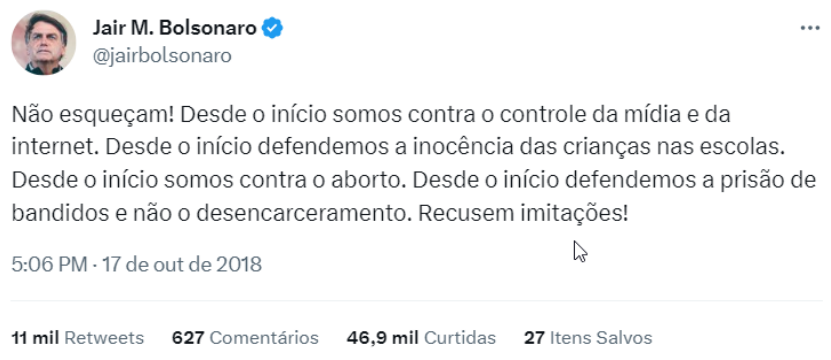 Jair M. Bolsonaro
@jairbolsonaro
Não esqueçam! Desde o início somos contra o controle da mídia e da
internet. Desde o início defendemos a inocência das crianças nas escolas.
Desde o início somos contra o aborto. Desde o início defendemos a prisão de
bandidos e não o desencarceramento. Recusem imitações!
5:06 PM · 17 de out de 2018
11 mil Retweets 627 Comentários 46,9 mil Curtidas 27 Itens Salvos